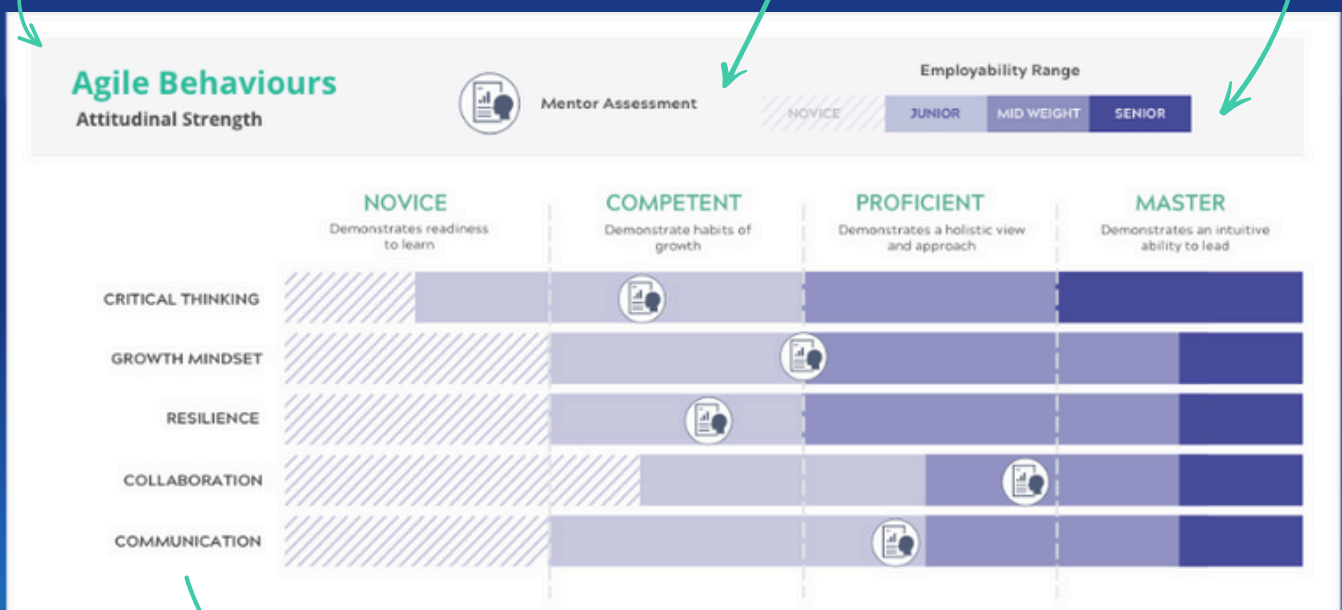 Agile Behaviours
Attitudinal Strength
Mentor Assessment
Employability Range
NOVICE JUNIOR MID WEIGHT SENIOR
NOVICE COMPETENT PROFICIENT MASTER
Demonstrates readiness
to learn
Demonstrate habits of
growth
Demonstrates a holistic view
and approach
Demonstrates an intuitive
ability to lead
CRITICAL THINKING
GROWTH MINDSET
RESILIENCE
COLLABORATION
COMMUNICATION